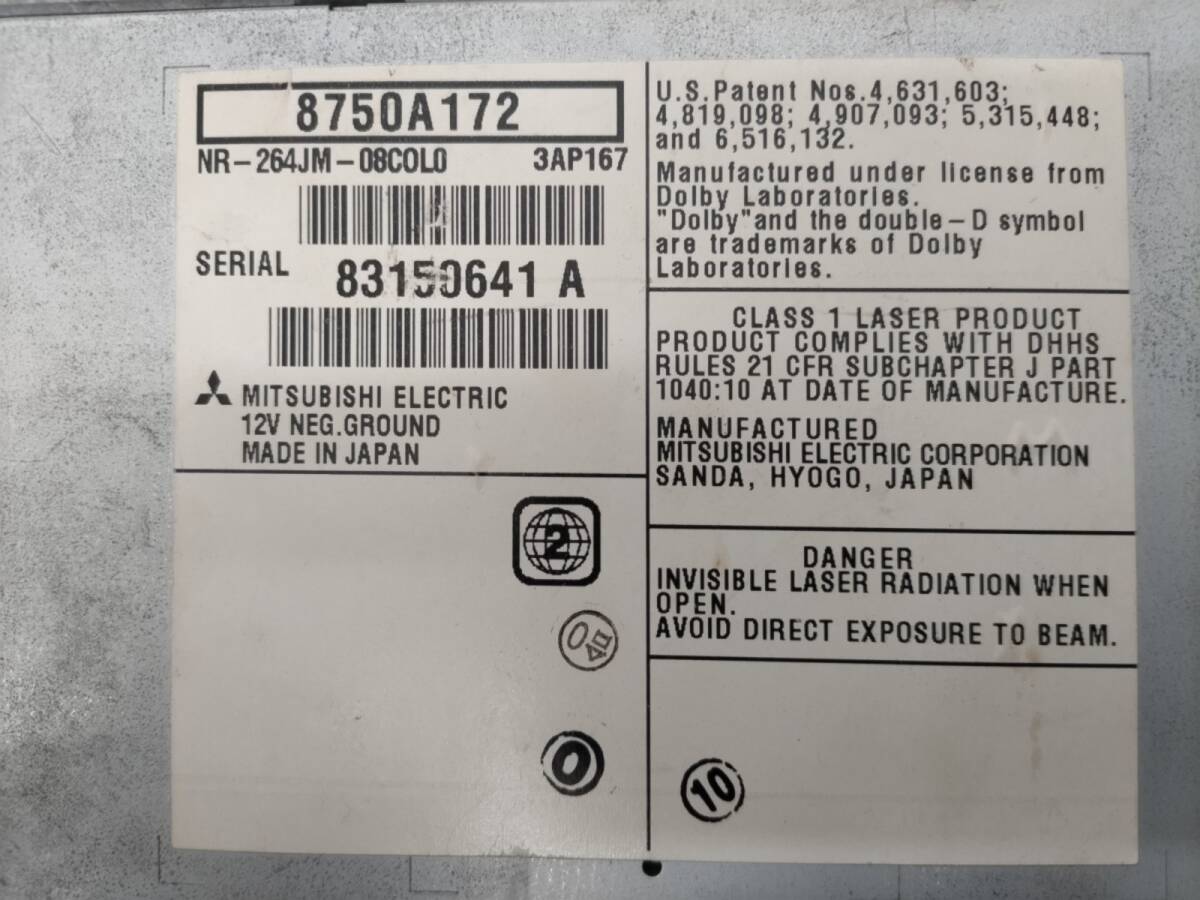 8750A172
NR-264JM-08COL0 3AP167
SERIAL 83150641 A
MITSUBISHI ELECTRIC
12V NEG.GROUND
MADE IN JAPAN
2
0
U.S.Patent Nos.4,631,603;
4,819,098; 4,907,093; 5,315,448;
and 6,516,132.
Manufactured under license from
Dolby Laboratories.
"Dolby"and the double-D symbol
are trademarks of Dolby
Laboratories.
CLASS 1 LASER PRODUCT
PRODUCT COMPLIES WITH DHHS
RULES 21 CFR SUBCHAPTER J PART
1040:10 AT DATE OF MANUFACTURE.
MANUFACTURED
MITSUBISHI ELECTRIC CORPORATION
SANDA, HYOGO, JAPAN
DANGER
INVISIBLE LASER RADIATION WHEN
OPEN.
AVOID DIRECT EXPOSURE TO BEAM.
10